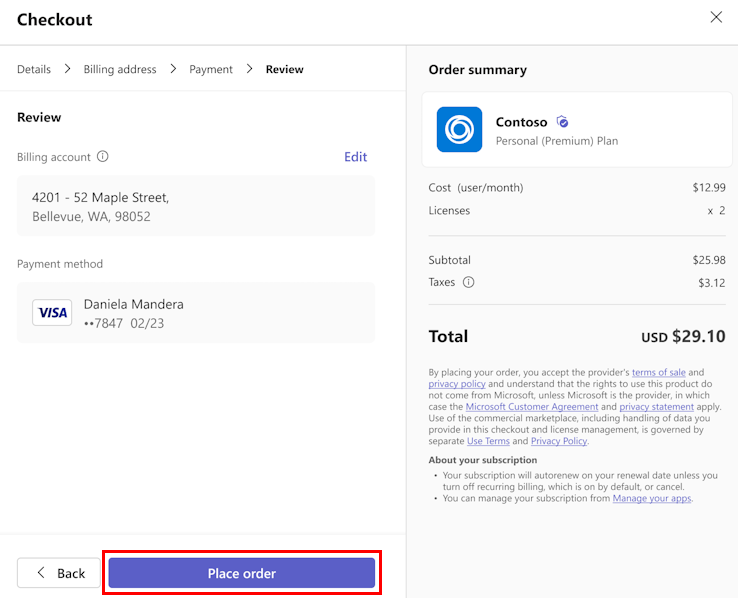 Checkout
Details > Billing address > Payment > Review
Review
Billing account
Edit
4201 - 52 Maple Street,
Bellevue, WA, 98052
Payment method
VISA
Daniela Mandera
••7847 02/23
Back
Place order
Order summary
Contoso
Personal (Premium) Plan
Cost (user/month) $12.99
Licenses x 2
Subtotal $25.98
Taxes $3.12
Total USD $29.10
By placing your order, you accept the provider's terms of sale and
privacy policy and understand that the rights to use this product do
not come from Microsoft, unless Microsoft is the provider, in which
case the Microsoft Customer Agreement and privacy statement apply.
Use of the commercial marketplace, including handling of data you
provide in this checkout and license management, is governed by
separate Use Terms and Privacy Policy.
About your subscription
• Your subscription will autorenew on your renewal date unless you
turn off recurring billing, which is on by default, or cancel.
• You can manage your subscription from Manage your apps.